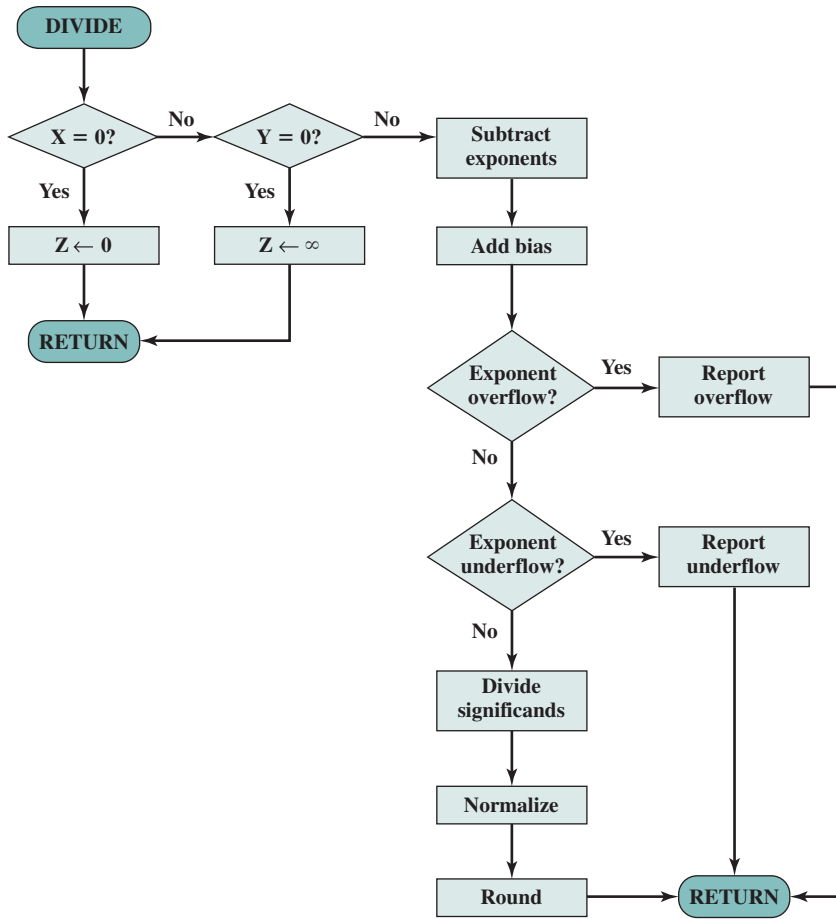 DIVIDE
X = 0?
No
Y = 0?
No
Subtract
exponents
Yes
Yes
Z ← 0
Z ← ∞
Add bias
RETURN
Exponent
overflow?
Yes
Report
overflow
No
Exponent
underflow?
Yes
Report
underflow
No
Divide
significands
Normalize
Round
RETURN